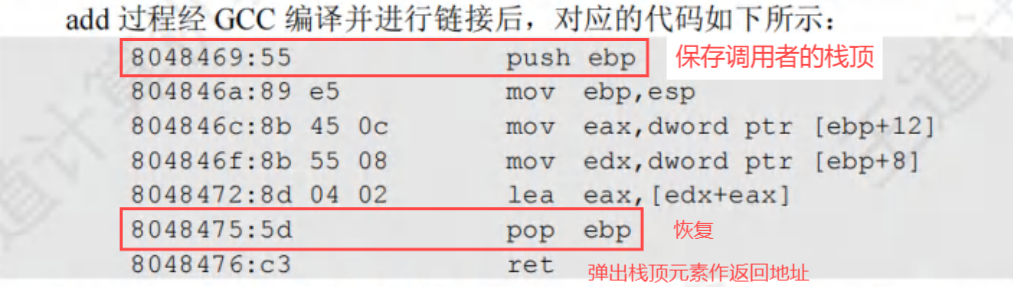 add 过程经 GCC 编译并进行链接后,对应的代码如下所示:
8048469:55 push ebp 保存调用者的栈顶
804846a:89 e5 mov ebp,esp
804846c:8b 45 0c mov eax,dword ptr [ebp+12]
804846f:8b 55 08 mov edx,dword ptr [ebp+8]
8048472:8d 04 02 lea eax,[edx+eax]
8048475:5d pop ebp 恢复
8048476:c3 ret 弹出栈顶元素作返回地址